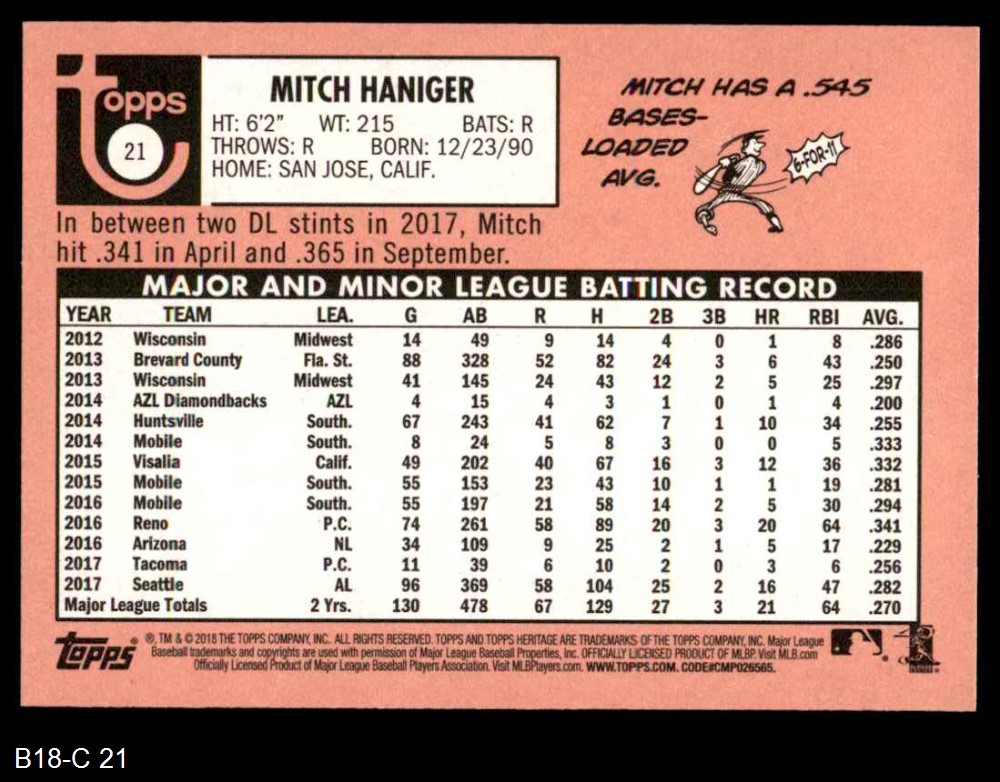 topps
21
MITCH HANIGER
HT: 6'2" WT: 215 BATS: R
THROWS: R BORN: 12/23/90
HOME: SAN JOSE, CALIF.
MITCH HAS A .545
BASES-
LOADED
AVG.
6-FOR-11
In between two DL stints in 2017, Mitch
hit .341 in April and .365 in September.
MAJOR AND MINOR LEAGUE BATTING RECORD
YEAR TEAM LEA. G AB R H 2B 3B HR RBI AVG.
2012 Wisconsin Midwest 14 49 9 14 4 0 1 8 .286
2013 Brevard County Fla. St. 88 328 52 82 24 3 6 43 .250
2013 Wisconsin Midwest 41 145 24 43 12 2 5 25 .297
2014 AZL Diamondbacks AZL 4 15 4 3 1 0 1 4 .200
2014 Huntsville South. 67 243 41 62 7 1 10 34 .255
2014 Mobile South. 8 24 5 8 3 0 0 5 .333
2015 Visalia Calif. 49 202 40 67 16 3 12 36 .332
2015 Mobile South. 55 153 23 43 10 1 1 19 .281
2016 Mobile South. 55 197 21 58 14 2 5 30 .294
2016 Reno P.C. 74 261 58 89 20 3 20 64 .341
2016 Arizona NL 34 109 9 25 2 1 5 17 .229
2017 Tacoma P.C. 11 39 6 10 2 0 3 6 .256
2017 Seattle AL 96 369 58 104 25 2 16 47 .282
Major League Totals 2 Yrs. 130 478 67 129 27 3 21 64 .270
topps
®, TM & © 2018 THE TOPPS COMPANY, INC. ALL RIGHTS RESERVED. TOPPS AND TOPPS HERITAGE ARE TRADEMARKS OF THE TOPPS COMPANY, INC. Major League
Baseball trademarks and copyrights are used with permission of Major League Baseball Properties, Inc. OFFICIALLY LICENSED PRODUCT OF MLBP. Visit MLB.com
Officially Licensed Product of Major League Baseball Players Association. Visit MLBPlayers.com. WWW.TOPPS.COM. CODE#CMP026565.
B18-C 21